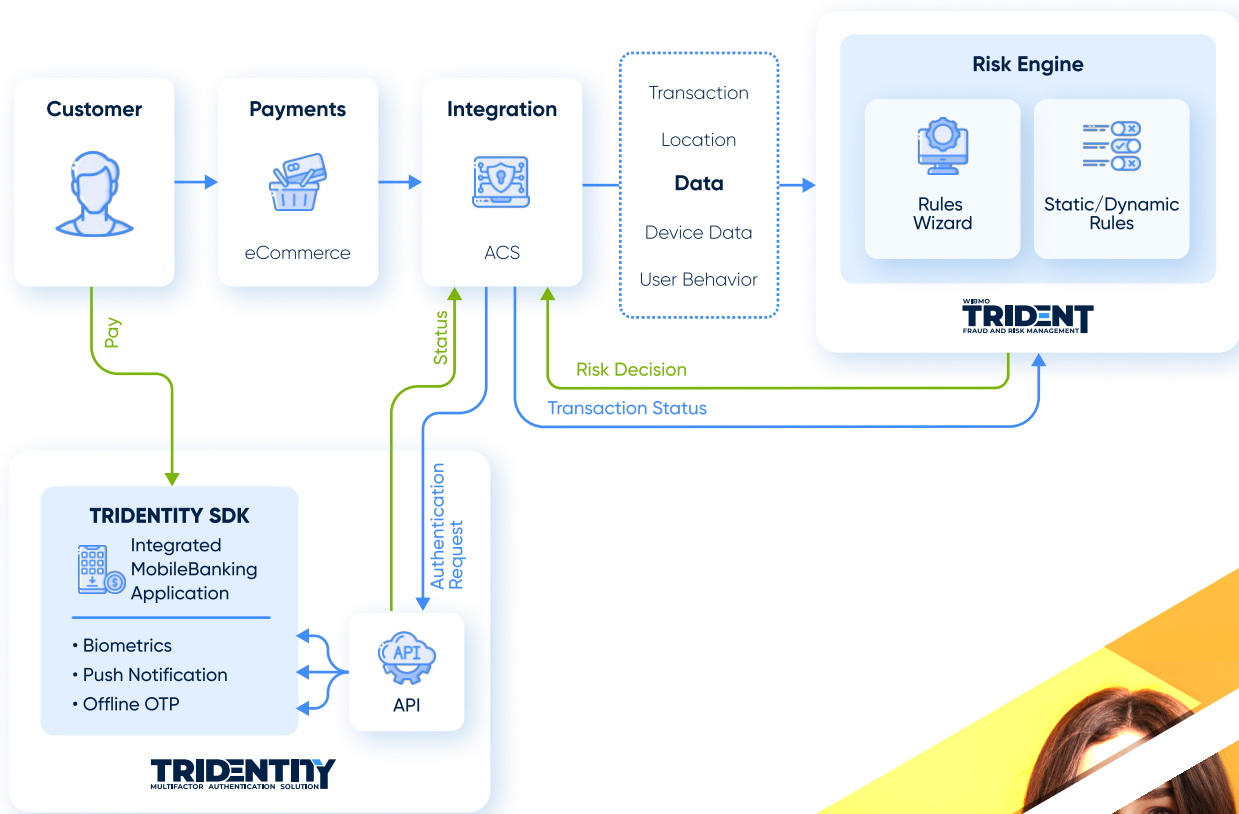 Customer
Payments
eCommerce
Integration
ACS
Transaction
Location
Data
Device Data
User Behavior
Risk Engine
Rules
Wizard
Static/Dynamic
Rules
WIBMO
TRIDENT
FRAUD AND RISK MANAGEMENT
Pay
Status
Risk Decision
Transaction Status
Authentication
Request
TRIDENTITY SDK
Integrated
MobileBanking
Application
• Biometrics
• Push Notification
• Offline OTP
API
API
TRIDENTITY
MULTIFACTOR AUTHENTICATION SOLUTION